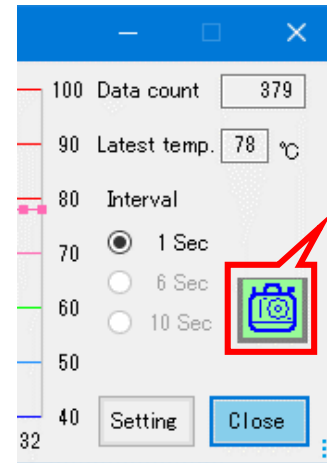 100 Data count 379
90 Latest temp. 78 ℃
80 Interval
70 1 Sec
6 Sec
60 10 Sec
50
40 Setting Close
32